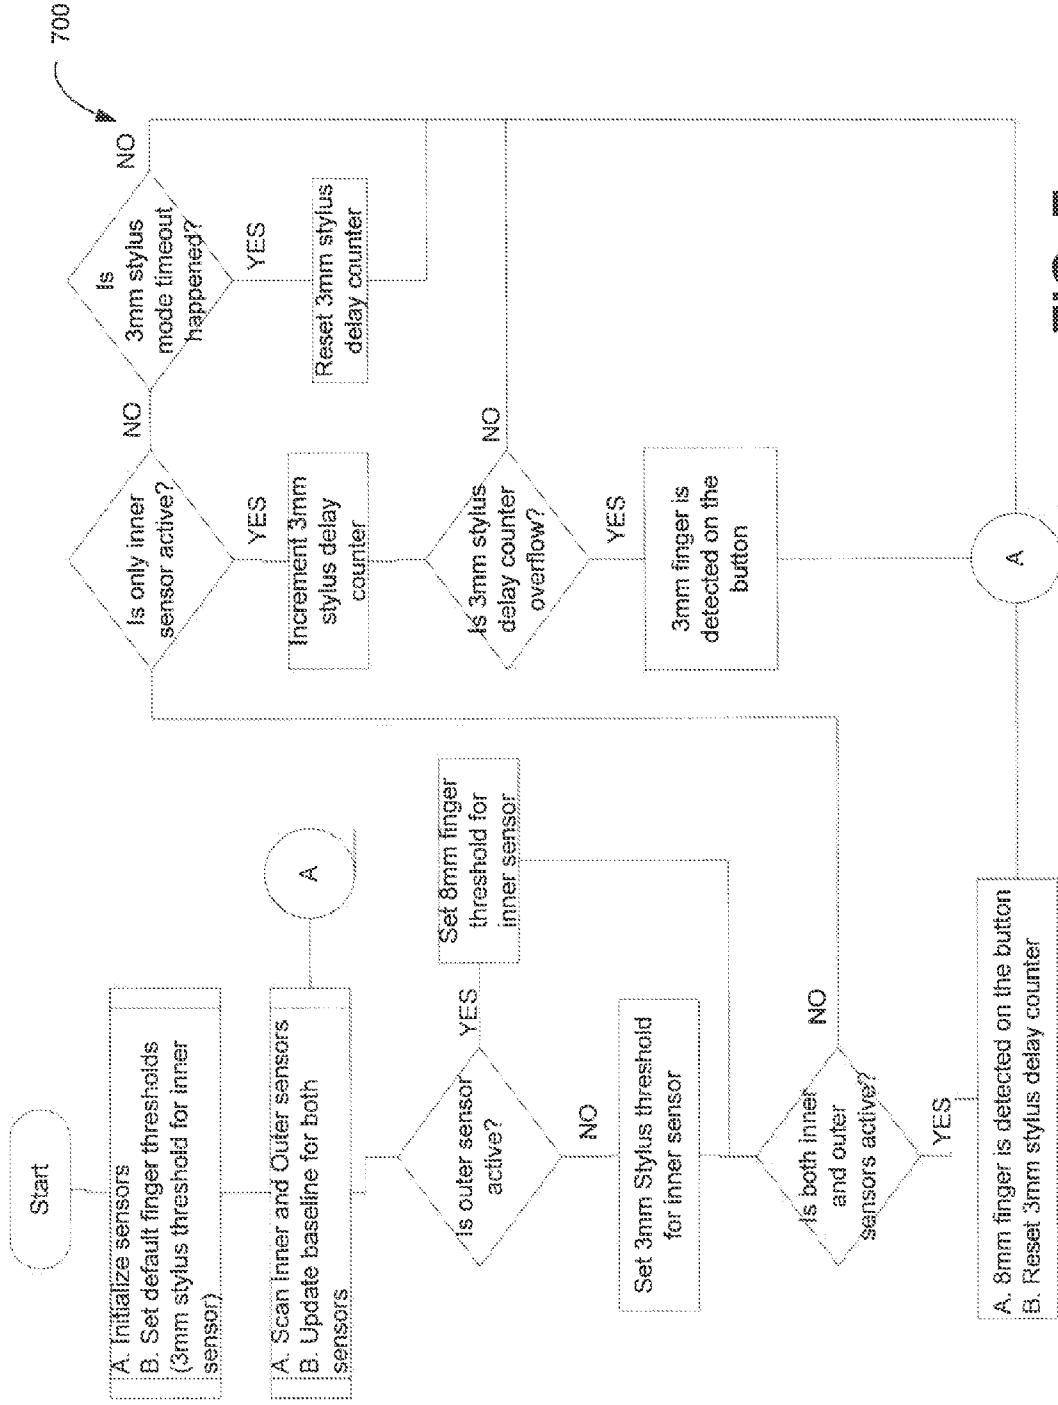 700
Start
A. Initialize sensors
B. Set default finger thresholds
(3mm stylus threshold for inner
sensor)
A. Scan Inner and Outer sensors
B. Update baseline for both
sensors
A
Is outer sensor
active?
YES
Set 8mm finger
threshold for
inner sensor
NO
Set 3mm Stylus threshold
for inner sensor
Is both inner
and outer
sensors active?
NO
YES
A. 8mm finger is detected on the button
B. Reset 3mm stylus delay counter
Is only inner
sensor active?
NO
YES
Increment 3mm
stylus delay
counter
Is 3mm stylus
delay counter
overflow?
NO
YES
3mm finger is
detected on the
button
A
Is
3mm stylus
mode timeout
happened?
NO
YES
Reset 3mm stylus
delay counter